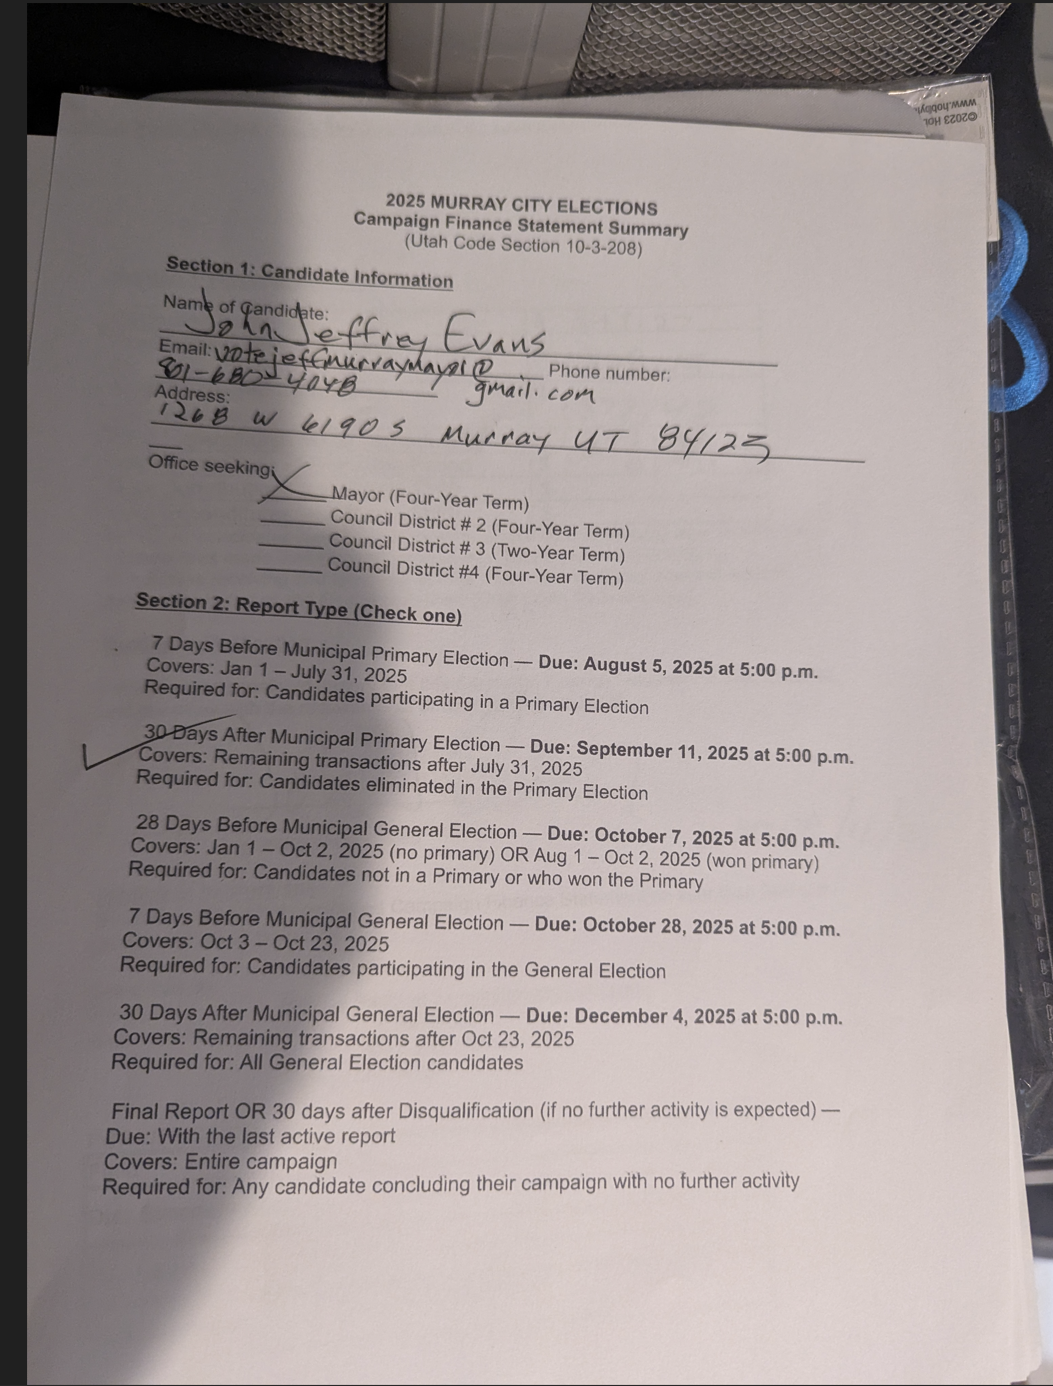 ©2023 Hob
www.hobbyl
2025 MURRAY CITY ELECTIONS
Campaign Finance Statement Summary
(Utah Code Section 10-3-208)
Section 1: Candidate Information
Name of Candidate:
John Jeffrey Evans
Email: votejeffmurraymayor@
gmail.com
Phone number:
801-680-4048
Address:
1268 W 6190 S Murray UT 84123
Office seeking:
Mayor (Four-Year Term)
Council District # 2 (Four-Year Term)
Council District # 3 (Two-Year Term)
Council District #4 (Four-Year Term)
Section 2: Report Type (Check one)
7 Days Before Municipal Primary Election — Due: August 5, 2025 at 5:00 p.m.
Covers: Jan 1 – July 31, 2025
Required for: Candidates participating in a Primary Election
30 Days After Municipal Primary Election — Due: September 11, 2025 at 5:00 p.m.
Covers: Remaining transactions after July 31, 2025
Required for: Candidates eliminated in the Primary Election
28 Days Before Municipal General Election — Due: October 7, 2025 at 5:00 p.m.
Covers: Jan 1 – Oct 2, 2025 (no primary) OR Aug 1 – Oct 2, 2025 (won primary)
Required for: Candidates not in a Primary or who won the Primary
7 Days Before Municipal General Election — Due: October 28, 2025 at 5:00 p.m.
Covers: Oct 3 – Oct 23, 2025
Required for: Candidates participating in the General Election
30 Days After Municipal General Election — Due: December 4, 2025 at 5:00 p.m.
Covers: Remaining transactions after Oct 23, 2025
Required for: All General Election candidates
Final Report OR 30 days after Disqualification (if no further activity is expected) —
Due: With the last active report
Covers: Entire campaign
Required for: Any candidate concluding their campaign with no further activity